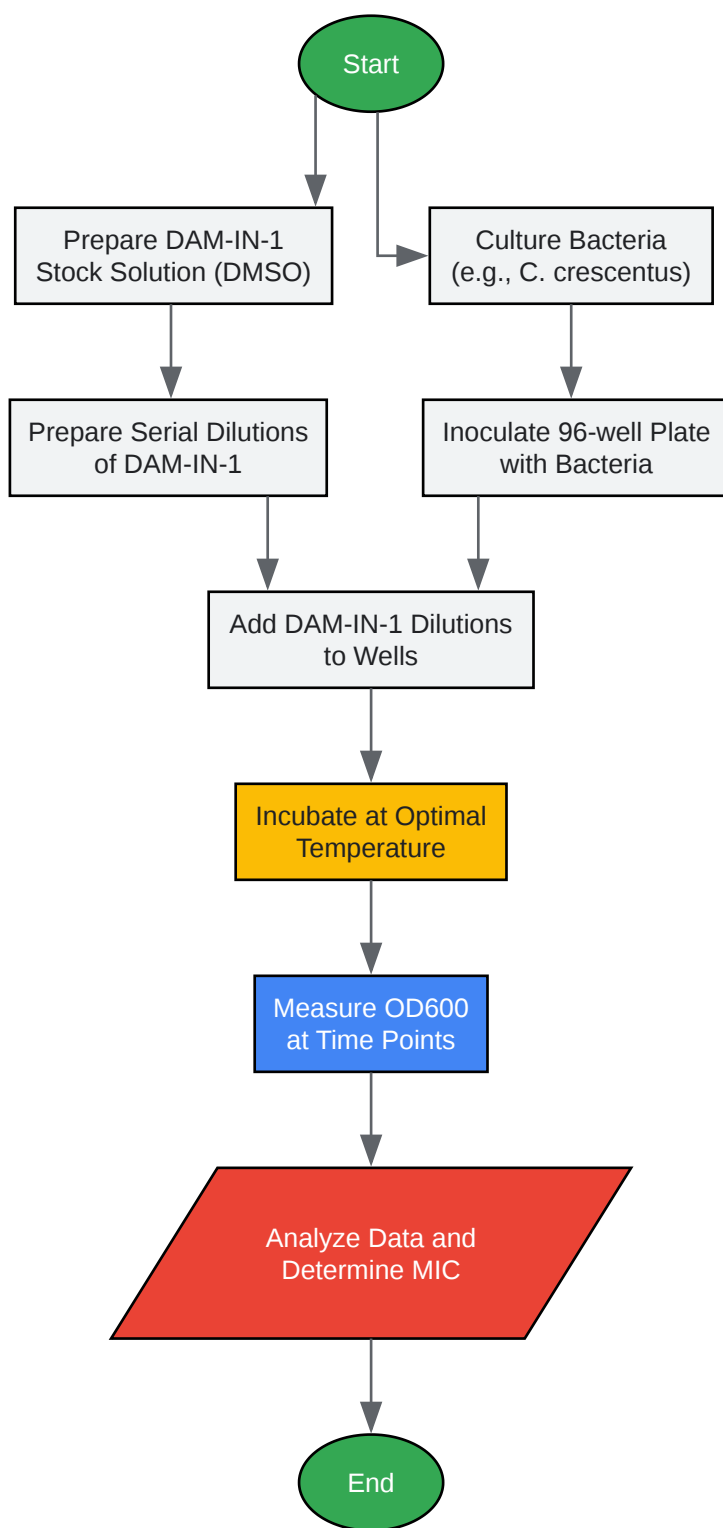 Start
Prepare DAM-IN-1
Stock Solution (DMSO)
Culture Bacteria
(e.g., C. crescentus)
Prepare Serial Dilutions
of DAM-IN-1
Inoculate 96-well Plate
with Bacteria
Add DAM-IN-1 Dilutions
to Wells
Incubate at Optimal
Temperature
Measure OD600
at Time Points
Analyze Data and
Determine MIC
End